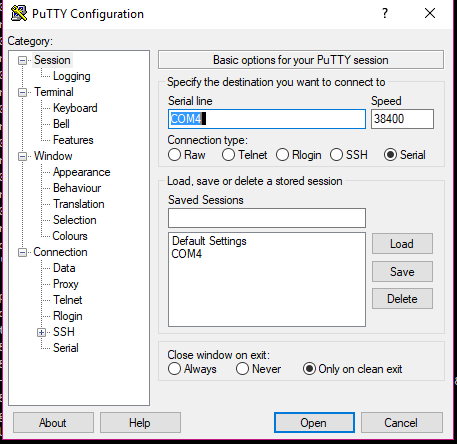 PuTTY Configuration
? ×
Category:
Session
Logging
Terminal
Keyboard
Bell
Features
Window
Appearance
Behaviour
Translation
Selection
Colours
Connection
Data
Proxy
Telnet
Rlogin
SSH
Serial
Basic options for your PuTTY session
Specify the destination you want to connect to
Serial line Speed
COM4 38400
Connection type:
Raw Telnet Rlogin SSH Serial
Load, save or delete a stored session
Saved Sessions
Default Settings
COM4
Load
Save
Delete
Close window on exit:
Always Never Only on clean exit
About Help Open Cancel